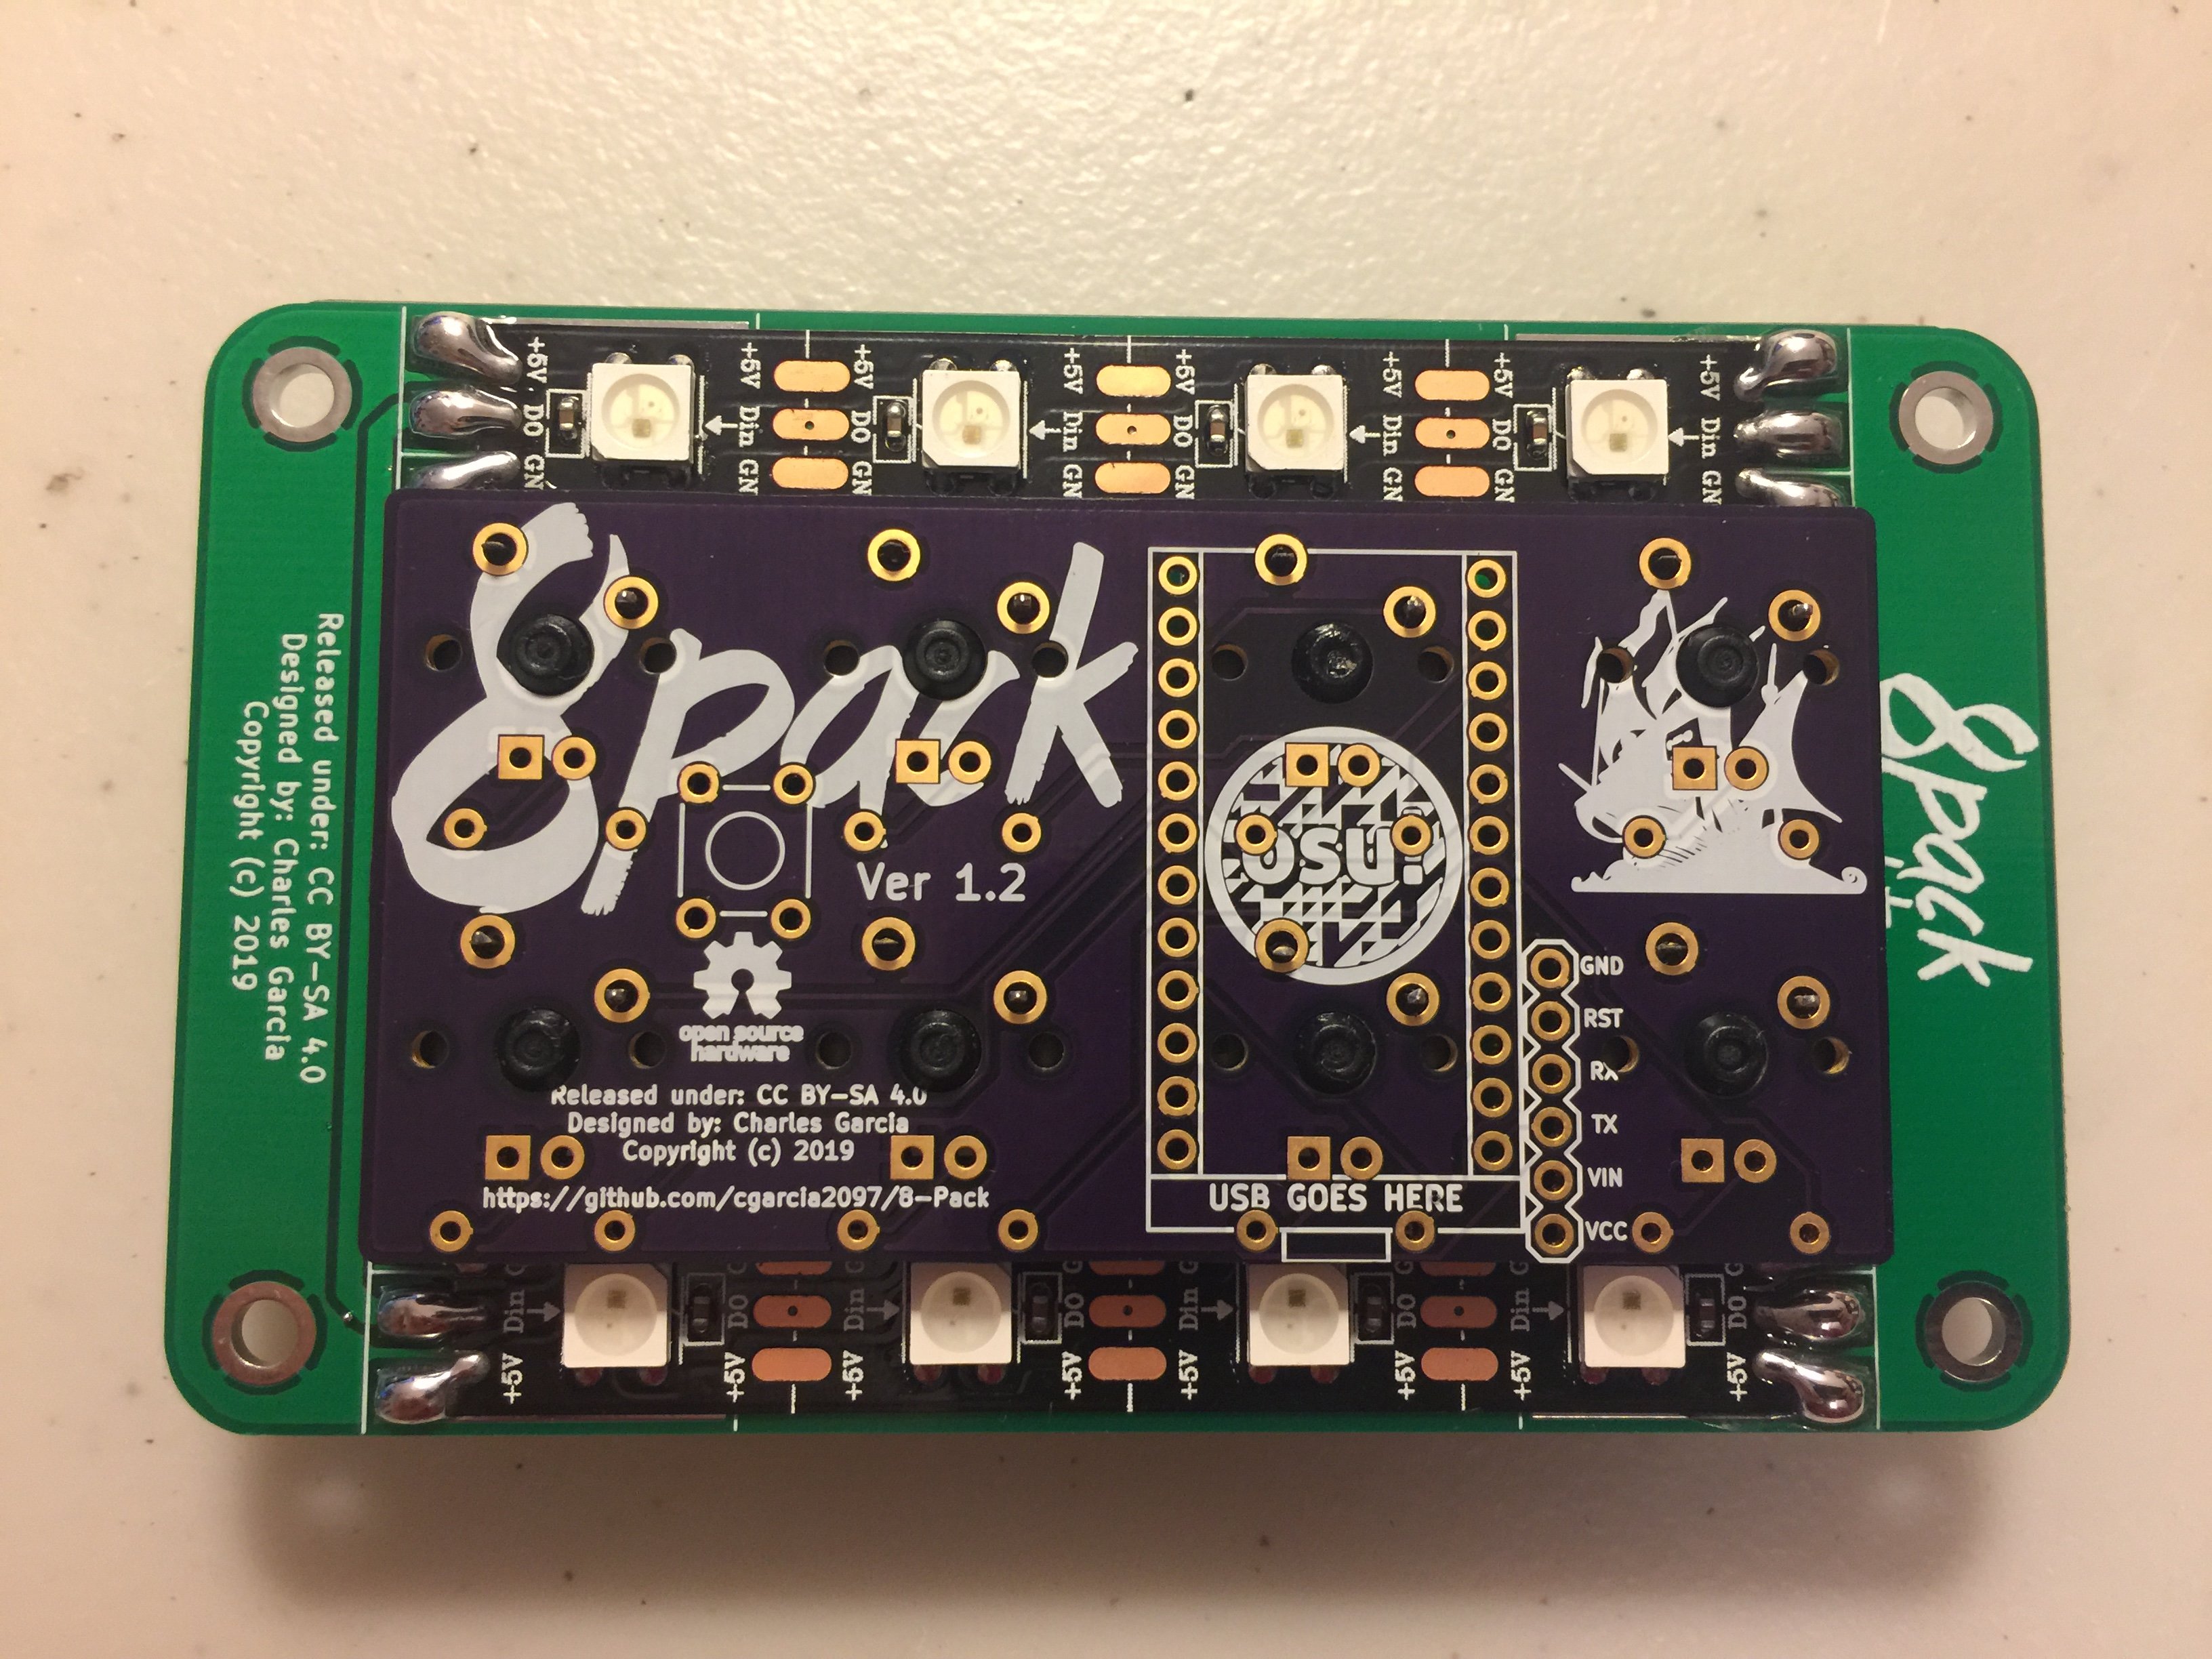 +5V DO GN +5V Din GN +5V DO GN +5V Din GN +5V DO GN +5V Din GN +5V DO GN +5V Din GN
8pack
Ver 1.2
osu!
open source
hardware
Released under: CC BY-SA 4.0
Designed by: Charles Garcia
Copyright (c) 2019
https://github.com/cgarcia2097/8-Pack
USB GOES HERE
GND
RST
RX
TX
VIN
VCC
Released under: CC BY-SA 4.0
Designed by: Charles Garcia
Copyright (c) 2019
8pack
+5V Din DO +5V +5V Din DO +5V +5V Din DO +5V +5V Din DO +5V